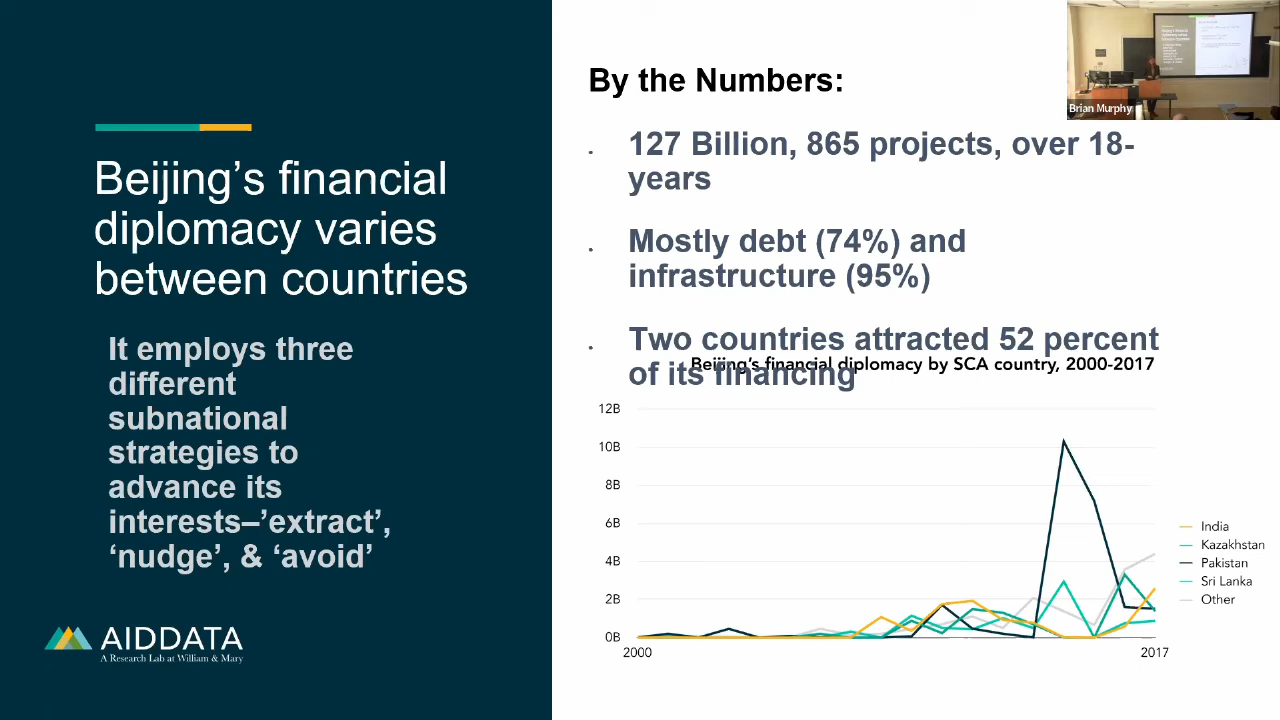 Beijing’s financial
diplomacy varies
between countries
It employs three
different
subnational
strategies to
advance its
interests–’extract’,
‘nudge’, & ‘avoid’
AIDDATA
A Research Lab at William & Mary
By the Numbers:
127 Billion, 865 projects, over 18-
years
Mostly debt (74%) and
infrastructure (95%)
Two countries attracted 52 percent
of its financing
Beijing’s financial diplomacy by SCA country, 2000-2017
12B
10B
8B
6B
4B
2B
0B
2000
2017
India
Kazakhstan
Pakistan
Sri Lanka
Other
Brian Murphy